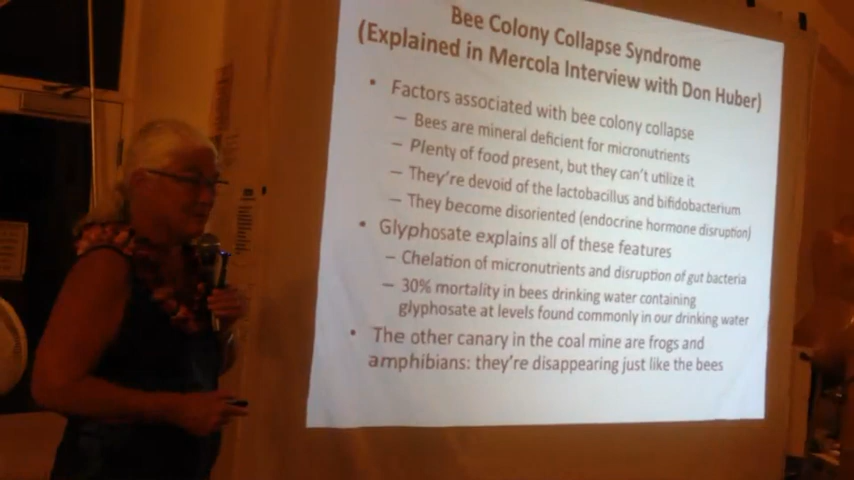 Bee Colony Collapse Syndrome
(Explained in Mercola Interview with Don Huber)
• Factors associated with bee colony collapse
– Bees are mineral deficient for micronutrients
– Plenty of food present, but they can't utilize it
– They're devoid of the lactobacillus and bifidobacterium
– They become disoriented (endocrine hormone disruption)
• Glyphosate explains all of these features
– Chelation of micronutrients and disruption of gut bacteria
– 30% mortality in bees drinking water containing
glyphosate at levels found commonly in our drinking water
• The other canary in the coal mine are frogs and
amphibians: they're disappearing just like the bees